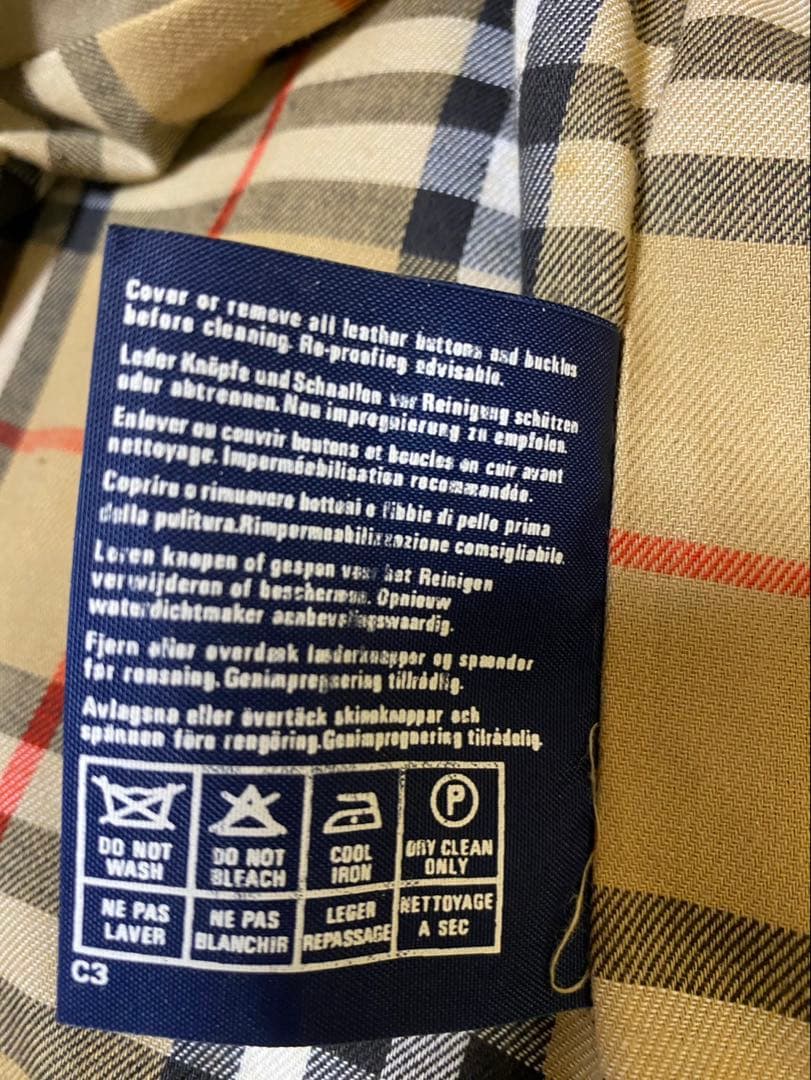 Cover or remove all leather buttons and buckles
before cleaning. Re-proofing advisable.
Leder Knöpfe und Schnallen vor Reinigung schützen
oder abtrennen. Neu impregnierung zu empfolen.
Enlever ou couvrir boutons et boucles en cuir avant
nettoyage. Imperméabilisation recommandée.
Coprire o rimuovere bottoni e fibbie di pelle prima
della pulitura. Rimpermeabilizzazione comsigliabile.
Leren knopen of gespen voor het Reinigen
verwijderen of beschermen. Opnieuw
waterdichtmaker aanbevelingswaardig.
Fjern eller overdæk læderknapper og spænder
før rensning. Genimprægnering tilrådlig.
Avlagsna eller övertäck skinnknappar och
spännen före rengöring. Genimpregnering tilrådelig.
DO NOT WASH
DO NOT BLEACH
COOL IRON
P
DRY CLEAN ONLY
NE PAS LAVER
NE PAS BLANCHIR
LEGER REPASSAGE
NETTOYAGE A SEC
C3